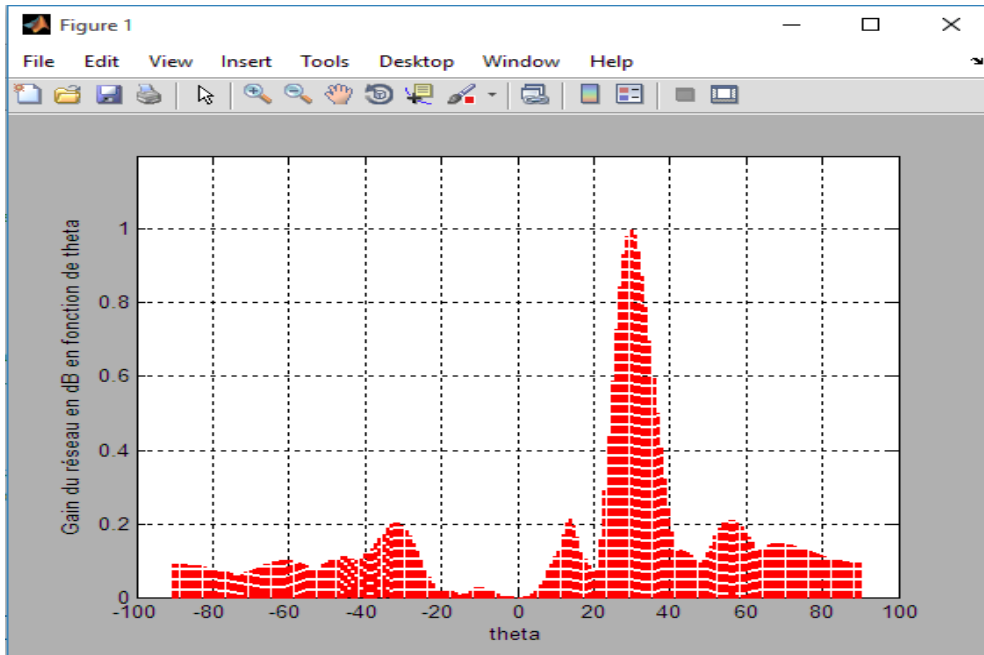 Figure 1
File Edit View Insert Tools Desktop Window Help
Gain du réseau en dB en fonction de theta
1
0.8
0.6
0.4
0.2
0
-100 -80 -60 -40 -20 0 20 40 60 80 100
theta